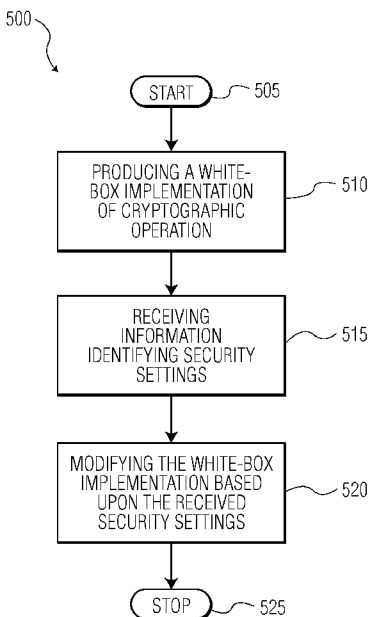 500
START
505
PRODUCING A WHITE-
BOX IMPLEMENTATION
OF CRYPTOGRAPHIC
OPERATION
510
RECEIVING
INFORMATION
IDENTIFYING SECURITY
SETTINGS
515
MODIFYING THE WHITE-BOX
IMPLEMENTATION BASED
UPON THE RECEIVED
SECURITY SETTINGS
520
STOP
525